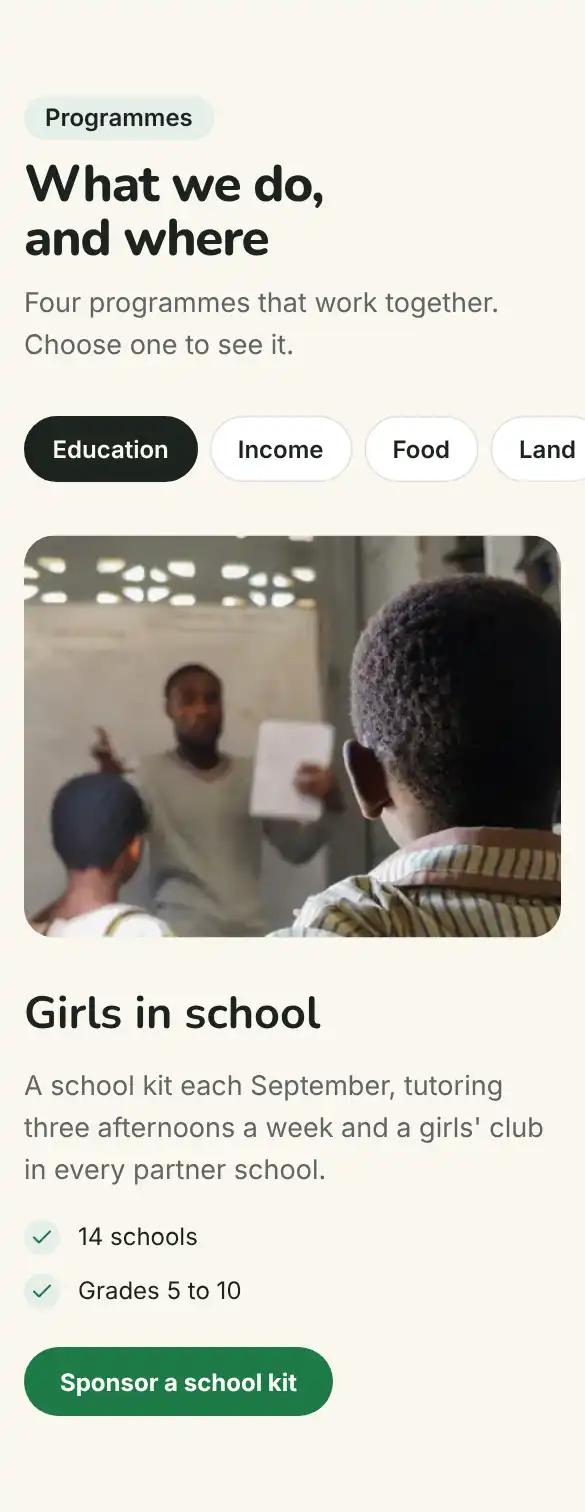 Programmes
What we do,
and where
Four programmes that work together.
Choose one to see it.
Education
Income
Food
Land
Girls in school
A school kit each September, tutoring
three afternoons a week and a girls' club
in every partner school.
14 schools
Grades 5 to 10
Sponsor a school kit